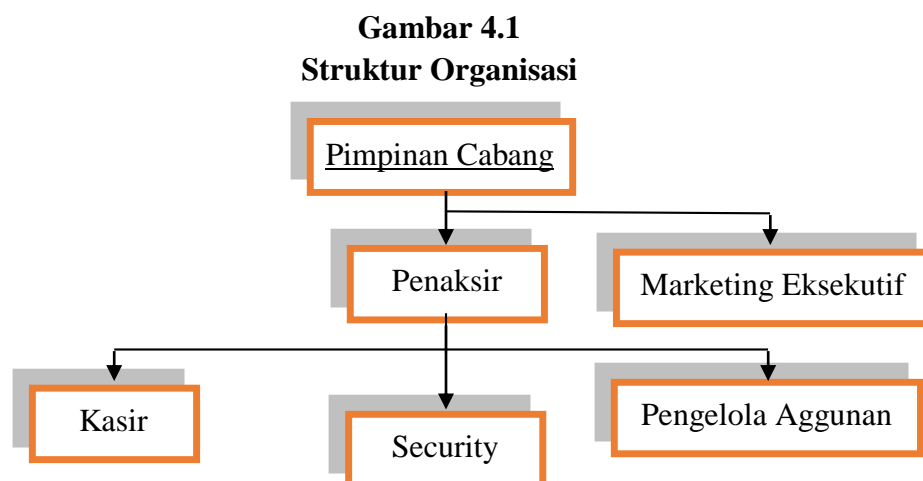 Gambar 4.1
Struktur Organisasi
Pimpinan Cabang
Penaksir
Marketing Eksekutif
Kasir
Security
Pengelola Aggunan